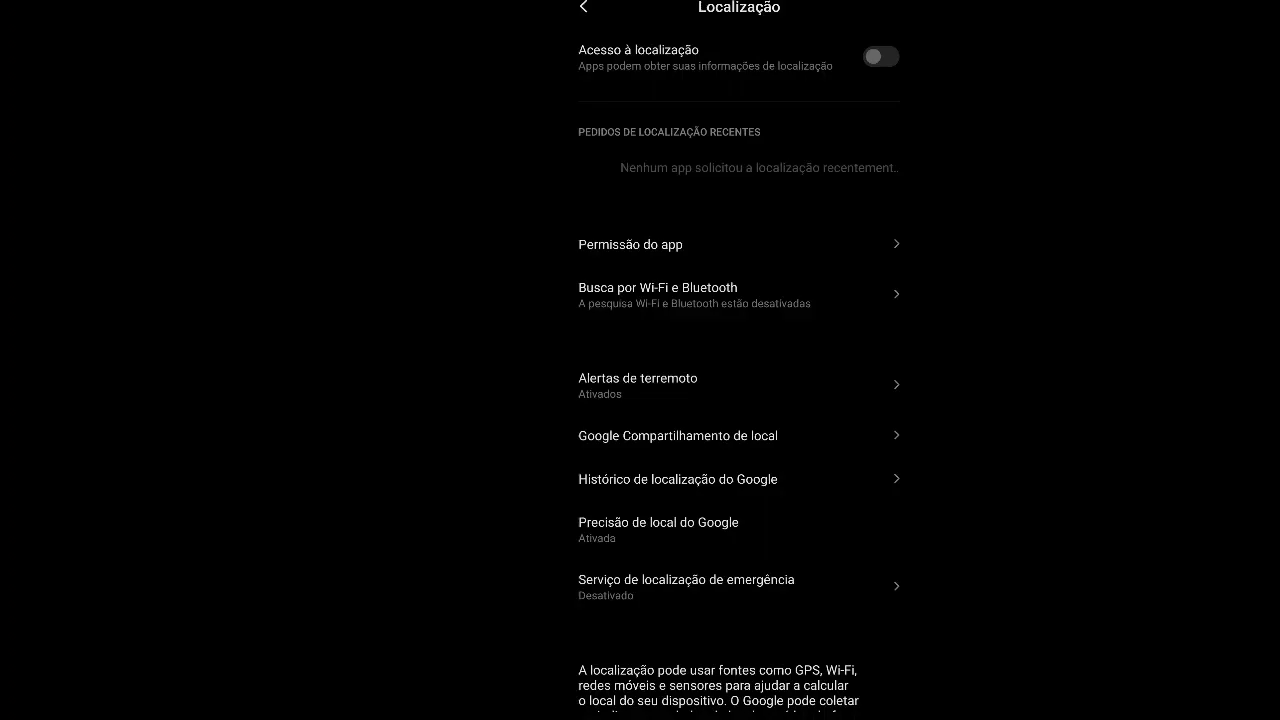 Localização
Acesso à localização
Apps podem obter suas informações de localização
PEDIDOS DE LOCALIZAÇÃO RECENTES
Nenhum app solicitou a localização recentement..
Permissão do app
Busca por Wi-Fi e Bluetooth
A pesquisa Wi-Fi e Bluetooth estão desativadas
Alertas de terremoto
Ativados
Google Compartilhamento de local
Histórico de localização do Google
Precisão de local do Google
Ativada
Serviço de localização de emergência
Desativado
A localização pode usar fontes como GPS, Wi-Fi,
redes móveis e sensores para ajudar a calcular
o local do seu dispositivo. O Google pode coletar